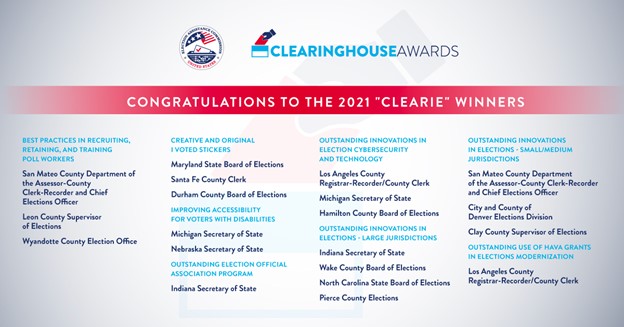 ELECTION ASSISTANCE COMMISSION
UNITED STATES
CLEARINGHOUSEAWARDS
CONGRATULATIONS TO THE 2021 "CLEARIE" WINNERS
BEST PRACTICES IN RECRUITING,
RETAINING, AND TRAINING
POLL WORKERS
San Mateo County Department of
the Assessor-County
Clerk-Recorder and Chief
Elections Officer
Leon County Supervisor
of Elections
Wyandotte County Election Office
CREATIVE AND ORIGINAL
I VOTED STICKERS
Maryland State Board of Elections
Santa Fe County Clerk
Durham County Board of Elections
IMPROVING ACCESSIBILITY
FOR VOTERS WITH DISABILITIES
Michigan Secretary of State
Nebraska Secretary of State
OUTSTANDING ELECTION OFFICIAL
ASSOCIATION PROGRAM
Indiana Secretary of State
OUTSTANDING INNOVATIONS IN
ELECTION CYBERSECURITY
AND TECHNOLOGY
Los Angeles County
Registrar-Recorder/County Clerk
Michigan Secretary of State
Hamilton County Board of Elections
OUTSTANDING INNOVATIONS IN
ELECTIONS - LARGE JURISDICTIONS
Indiana Secretary of State
Wake County Board of Elections
North Carolina State Board of Elections
Pierce County Elections
OUTSTANDING INNOVATIONS
IN ELECTIONS - SMALL/MEDIUM
JURISDICTIONS
San Mateo County Department
of the Assessor-County Clerk-Recorder
and Chief Elections Officer
City and County of
Denver Elections Division
Clay County Supervisor of Elections
OUTSTANDING USE OF HAVA GRANTS
IN ELECTIONS MODERNIZATION
Los Angeles County
Registrar-Recorder/County Clerk